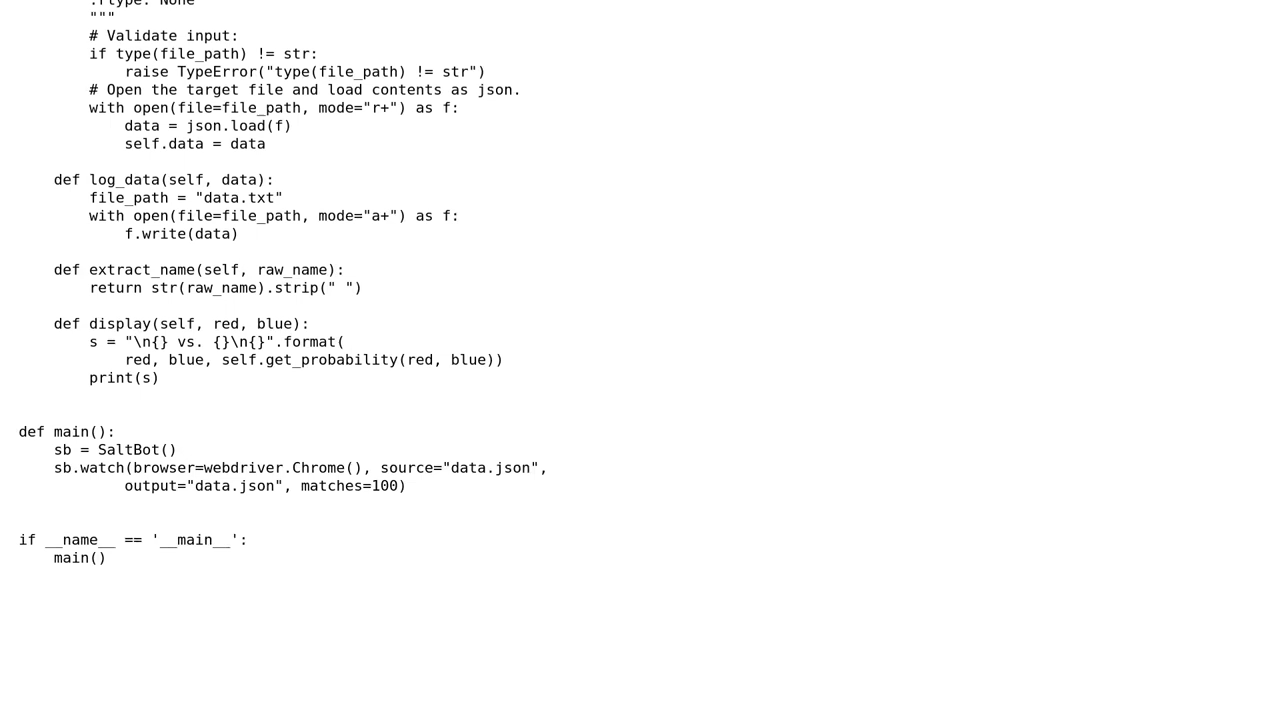 :rtype: None
        """
        # Validate input:
        if type(file_path) != str:
            raise TypeError("type(file_path) != str")
        # Open the target file and load contents as json.
        with open(file=file_path, mode="r+") as f:
            data = json.load(f)
            self.data = data

    def log_data(self, data):
        file_path = "data.txt"
        with open(file=file_path, mode="a+") as f:
            f.write(data)

    def extract_name(self, raw_name):
        return str(raw_name).strip(" ")

    def display(self, red, blue):
        s = "\n{} vs. {}\n{}".format(
            red, blue, self.get_probability(red, blue))
        print(s)


def main():
    sb = SaltBot()
    sb.watch(browser=webdriver.Chrome(), source="data.json",
            output="data.json", matches=100)


if __name__ == '__main__':
    main()